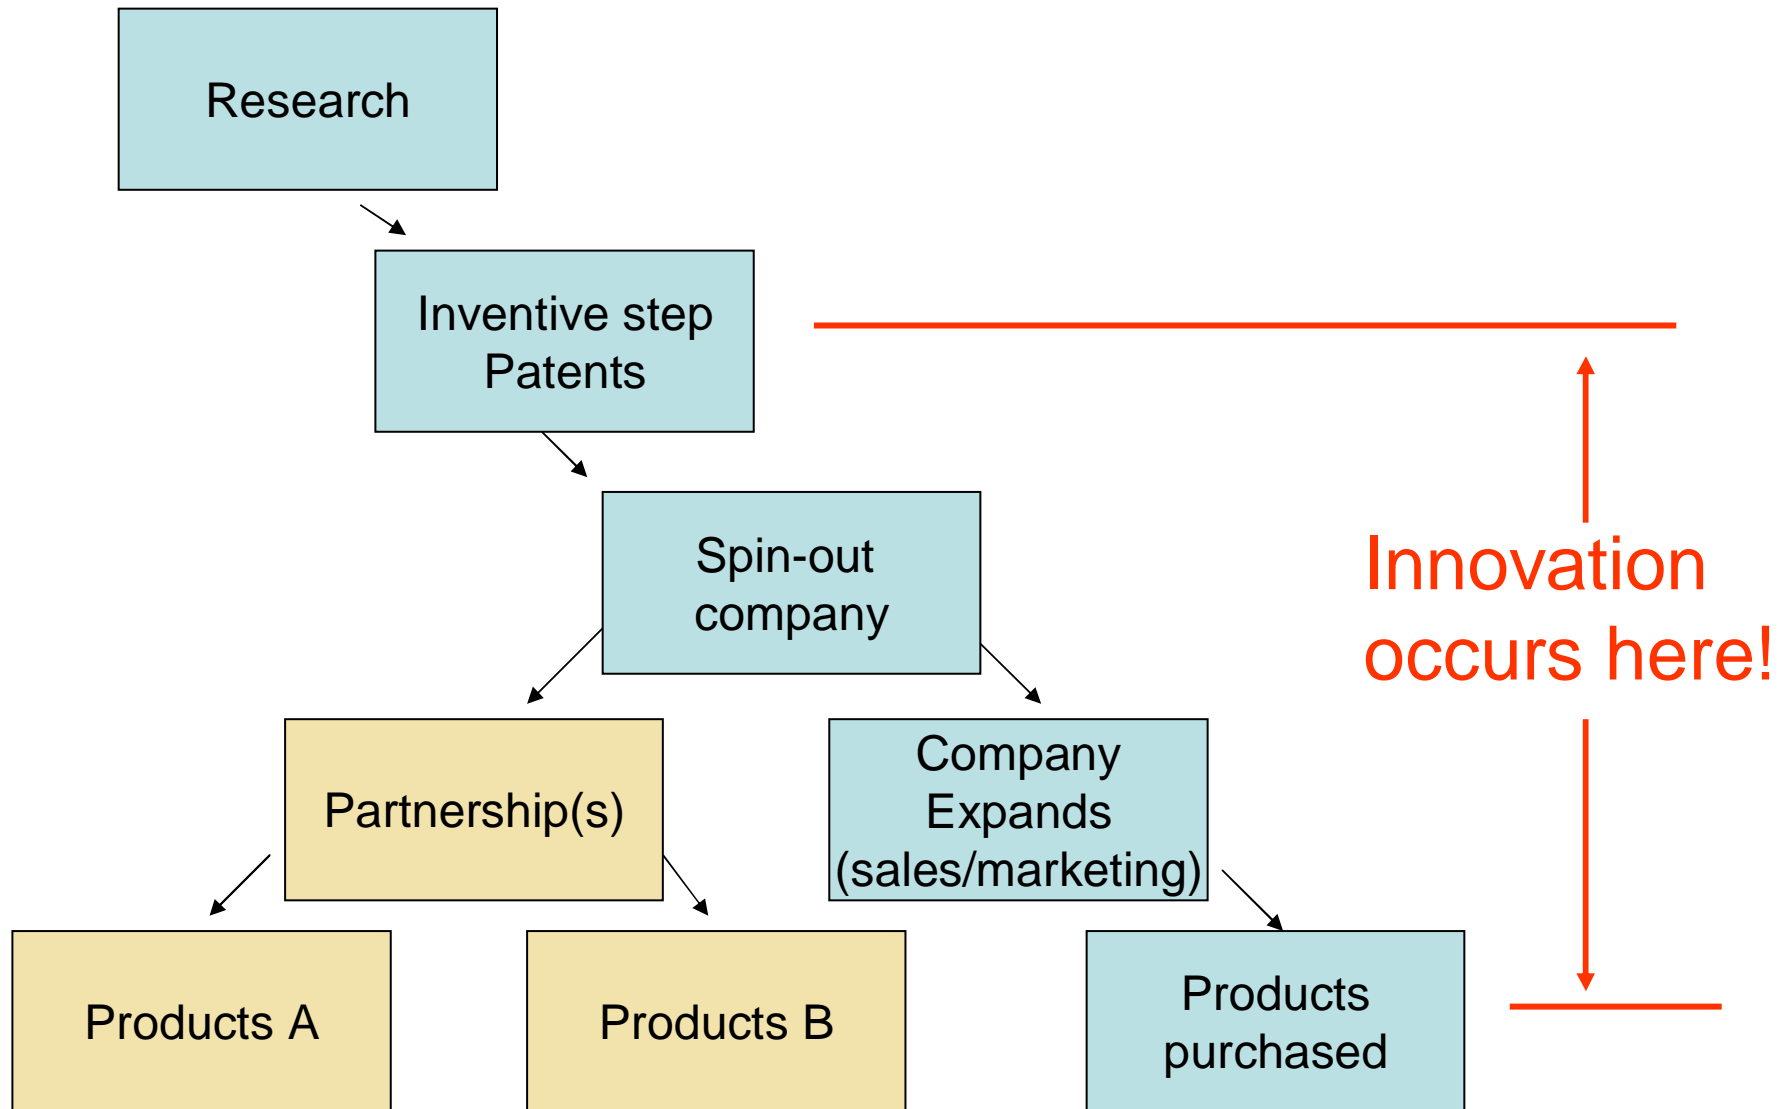 Research
Inventive step
Patents
Spin-out
company
Innovation
occurs here!
Partnership(s)
Company
Expands
(sales/marketing)
Products A
Products B
Products
purchased